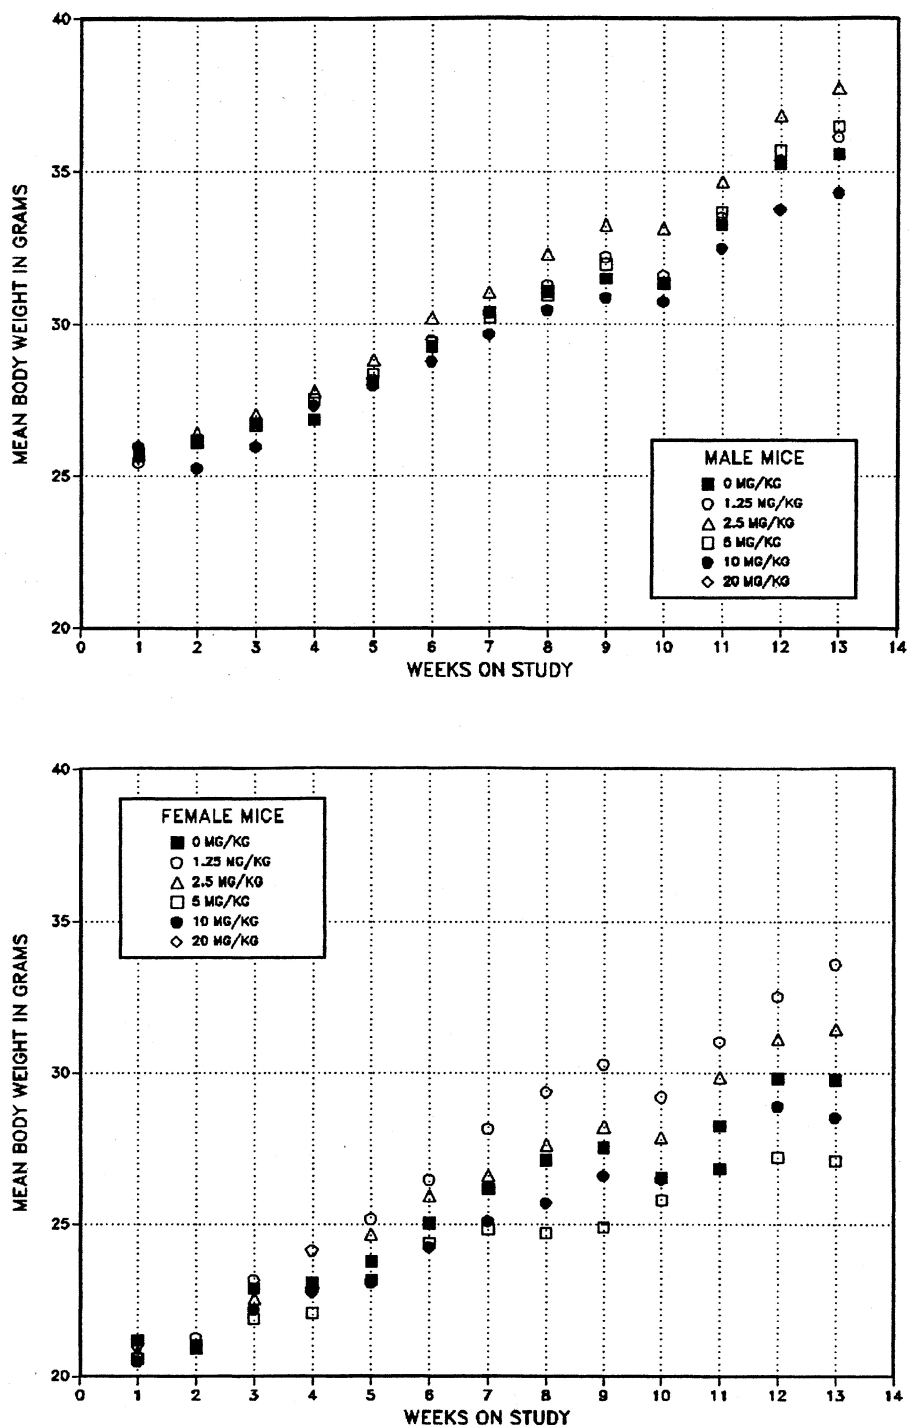 40
35
30
25
20
MEAN BODY WEIGHT IN GRAMS
MALE MICE
0 MG/KG
1.25 MG/KG
2.5 MG/KG
5 MG/KG
10 MG/KG
20 MG/KG
0 1 2 3 4 5 6 7 8 9 10 11 12 13 14
WEEKS ON STUDY
40
35
30
25
20
MEAN BODY WEIGHT IN GRAMS
FEMALE MICE
0 MG/KG
1.25 MG/KG
2.5 MG/KG
5 MG/KG
10 MG/KG
20 MG/KG
0 1 2 3 4 5 6 7 8 9 10 11 12 13 14
WEEKS ON STUDY